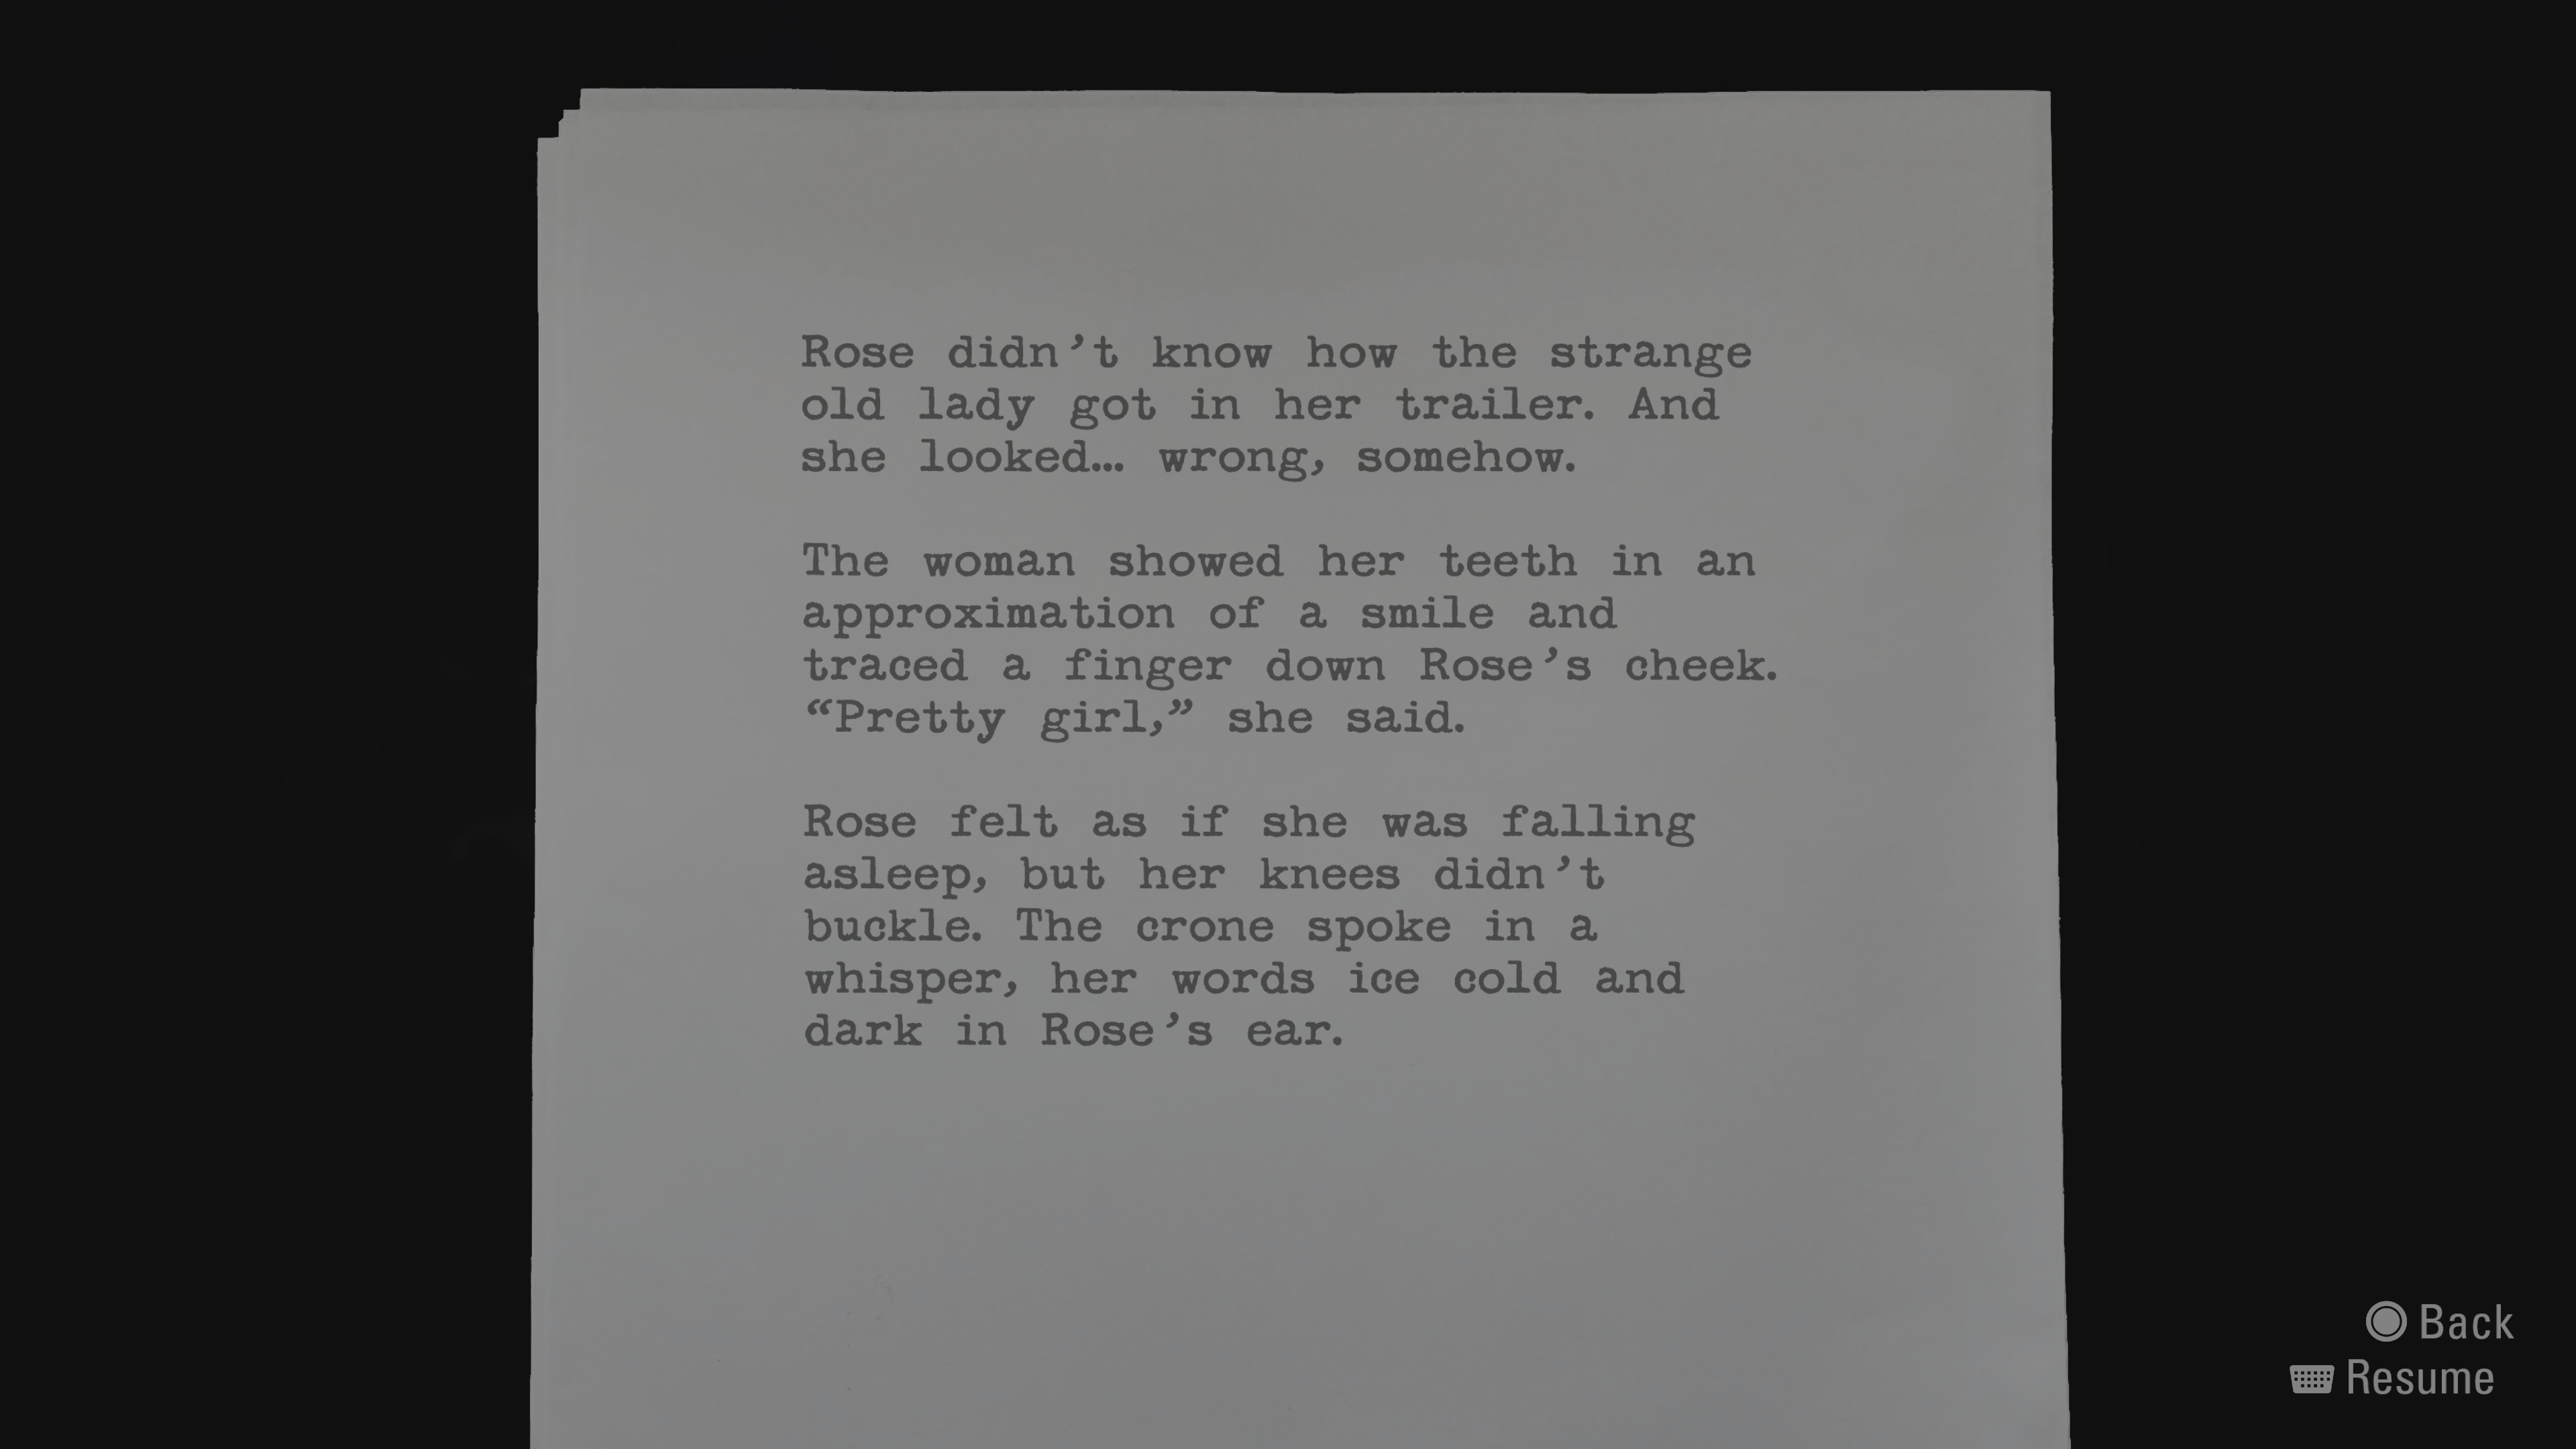 Rose didn’t know how the strange
old lady got in her trailer. And
she looked… wrong, somehow.
The woman showed her teeth in an
approximation of a smile and
traced a finger down Rose’s cheek.
“Pretty girl,” she said.
Rose felt as if she was falling
asleep, but her knees didn’t
buckle. The crone spoke in a
whisper, her words ice cold and
dark in Rose’s ear.
Back
Resume